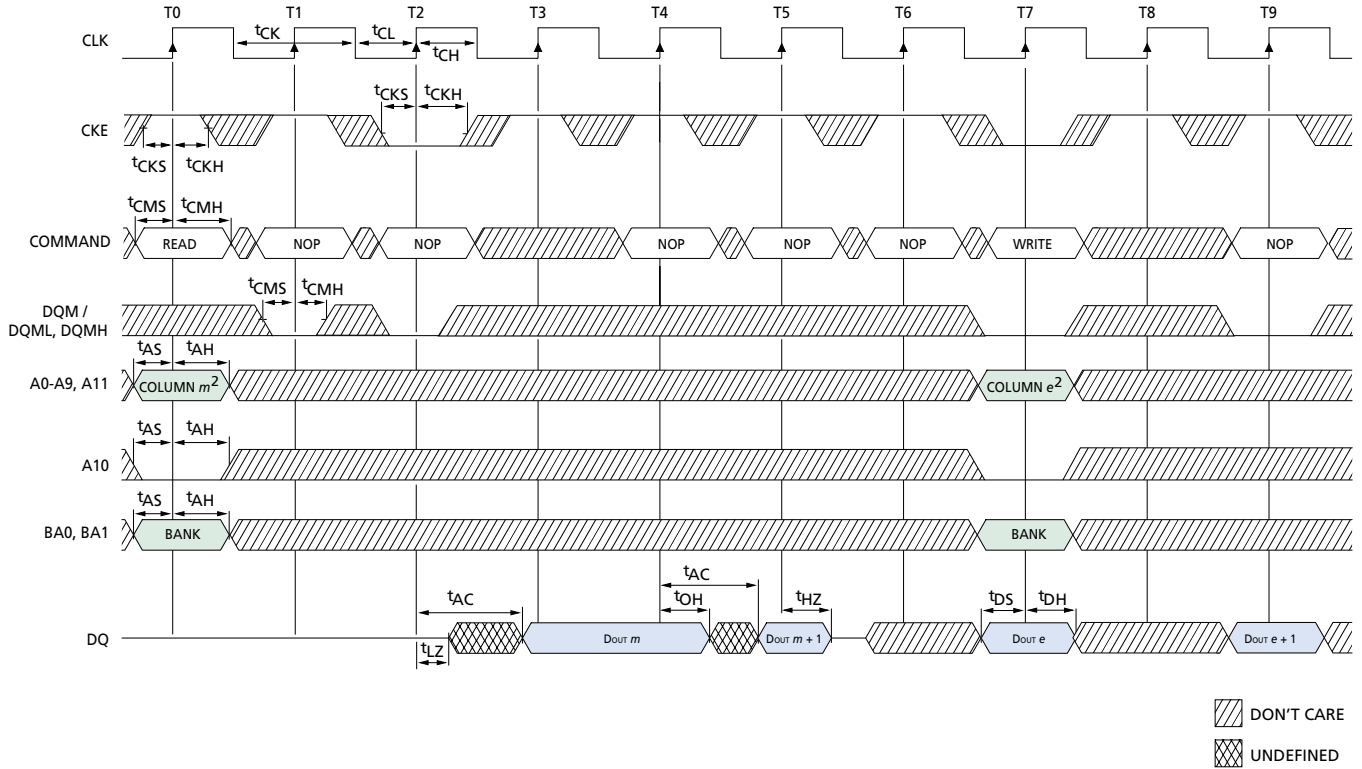 T0 T1 T2 T3 T4 T5 T6 T7 T8 T9
CLK
tCK tCL
tCH
tCKS tCKH
CKE
tCKS tCKH
tCMS tCMH
COMMAND READ NOP NOP NOP NOP NOP WRITE NOP
tCMS tCMH
DQM /
DQML, DQMH
tAS tAH
A0-A9, A11 COLUMN m2 COLUMN e2
tAS tAH
A10
tAS tAH
BA0, BA1 BANK BANK
tAC
tAC tOH tHZ tDS tDH
DQ DOUT m DOUT m + 1 DOUT e DOUT e + 1
tLZ
DON'T CARE
UNDEFINED